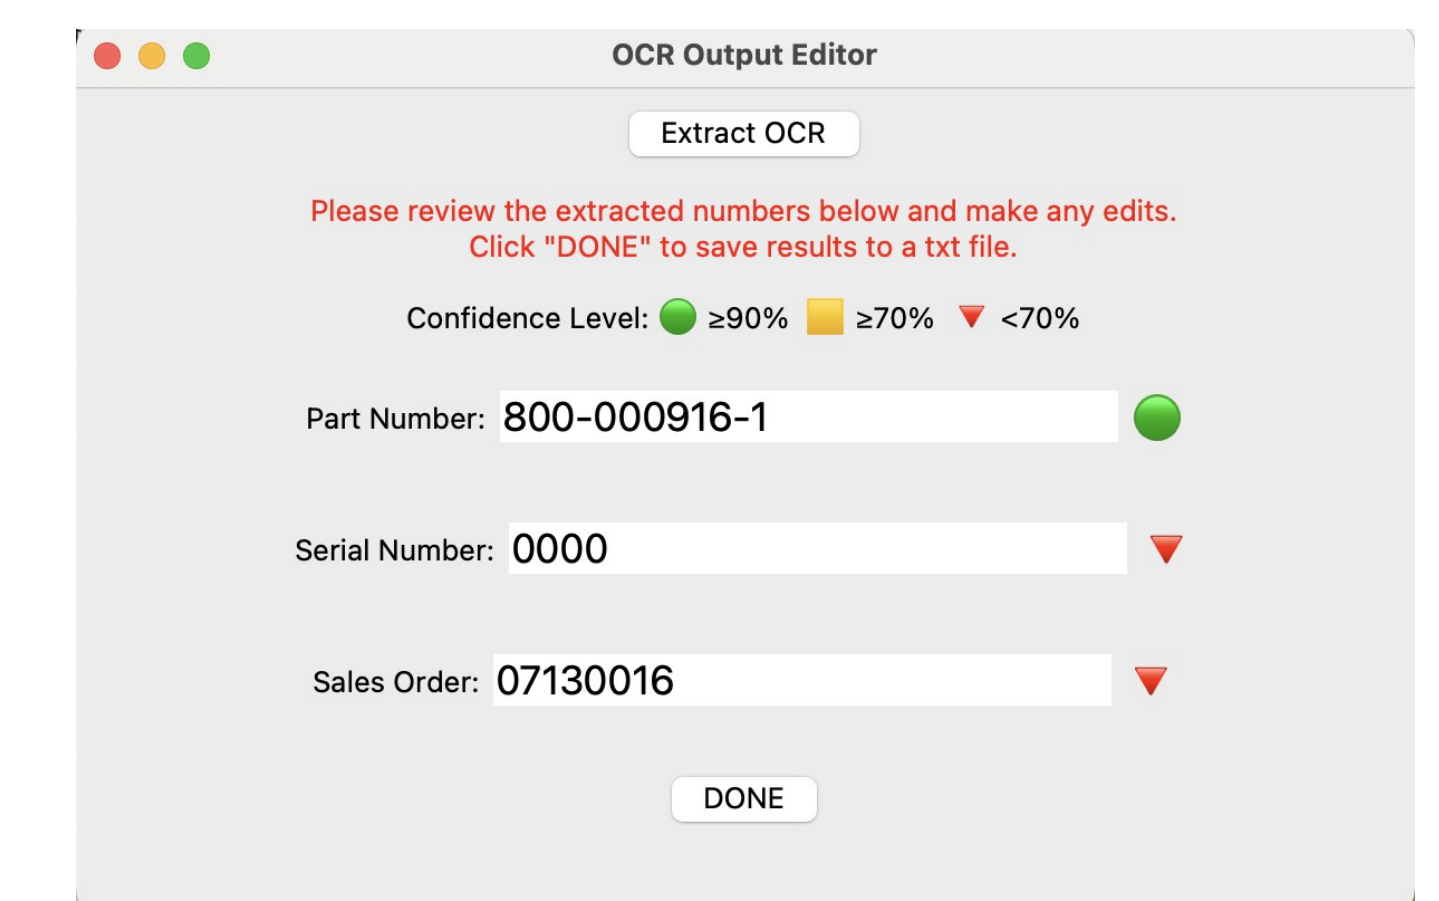 OCR Output Editor
Extract OCR
Please review the extracted numbers below and make any edits.
Click "DONE" to save results to a txt file.
Confidence Level: ≥90% ≥70% <70%
Part Number: 800-000916-1
Serial Number: 0000
Sales Order: 07130016
DONE